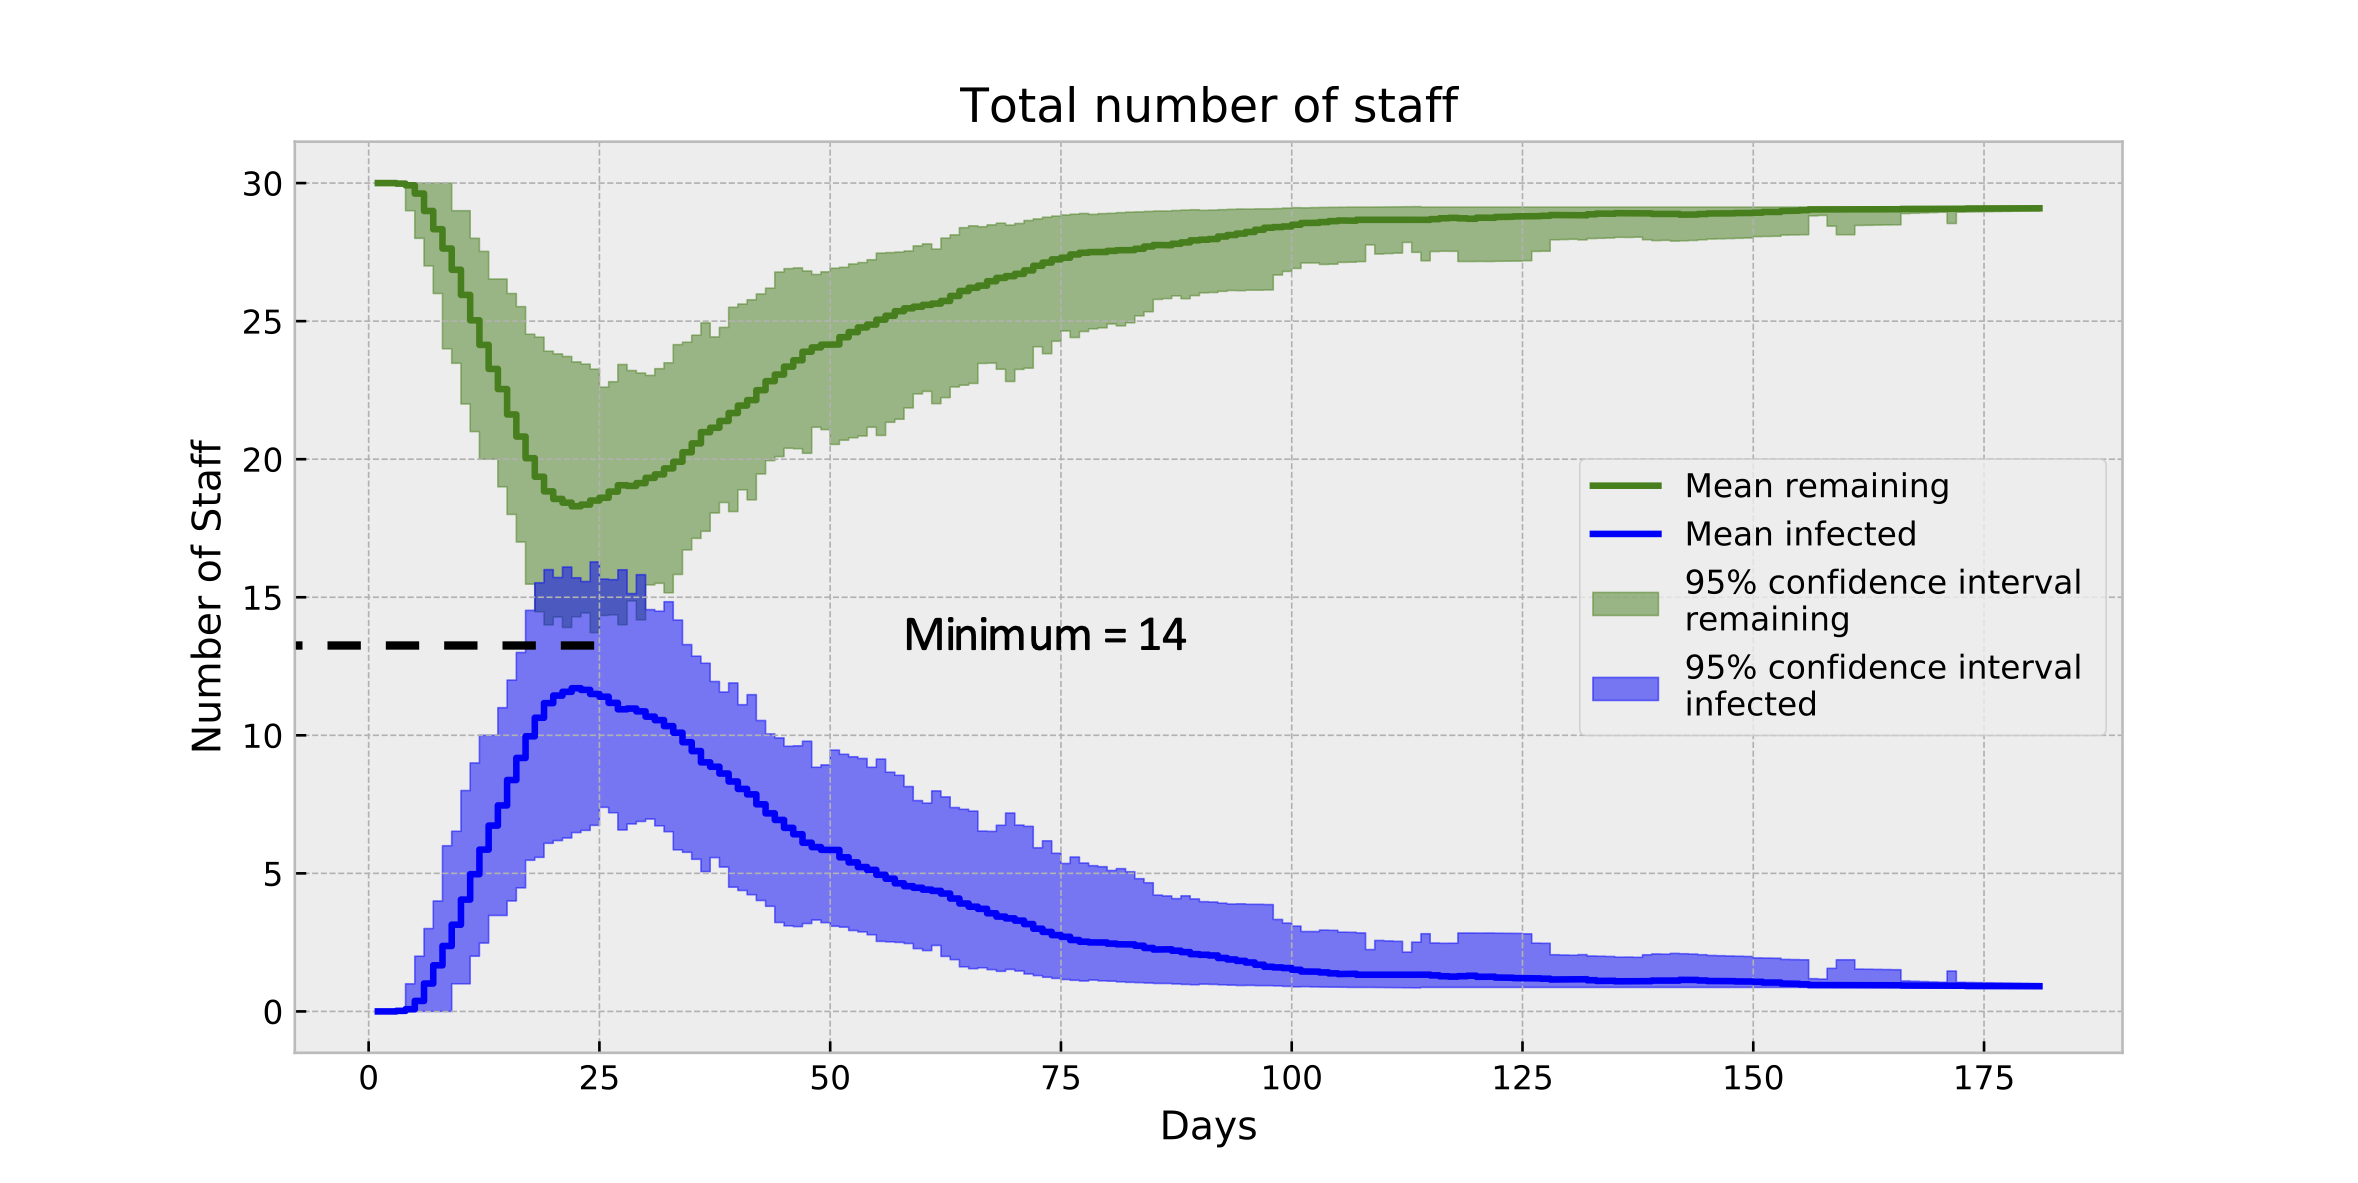 Total number of staff
Number of Staff
30
25
20
15
10
5
0
Minimum = 14
Mean remaining
Mean infected
95% confidence interval
remaining
95% confidence interval
infected
0 25 50 75 100 125 150 175
Days